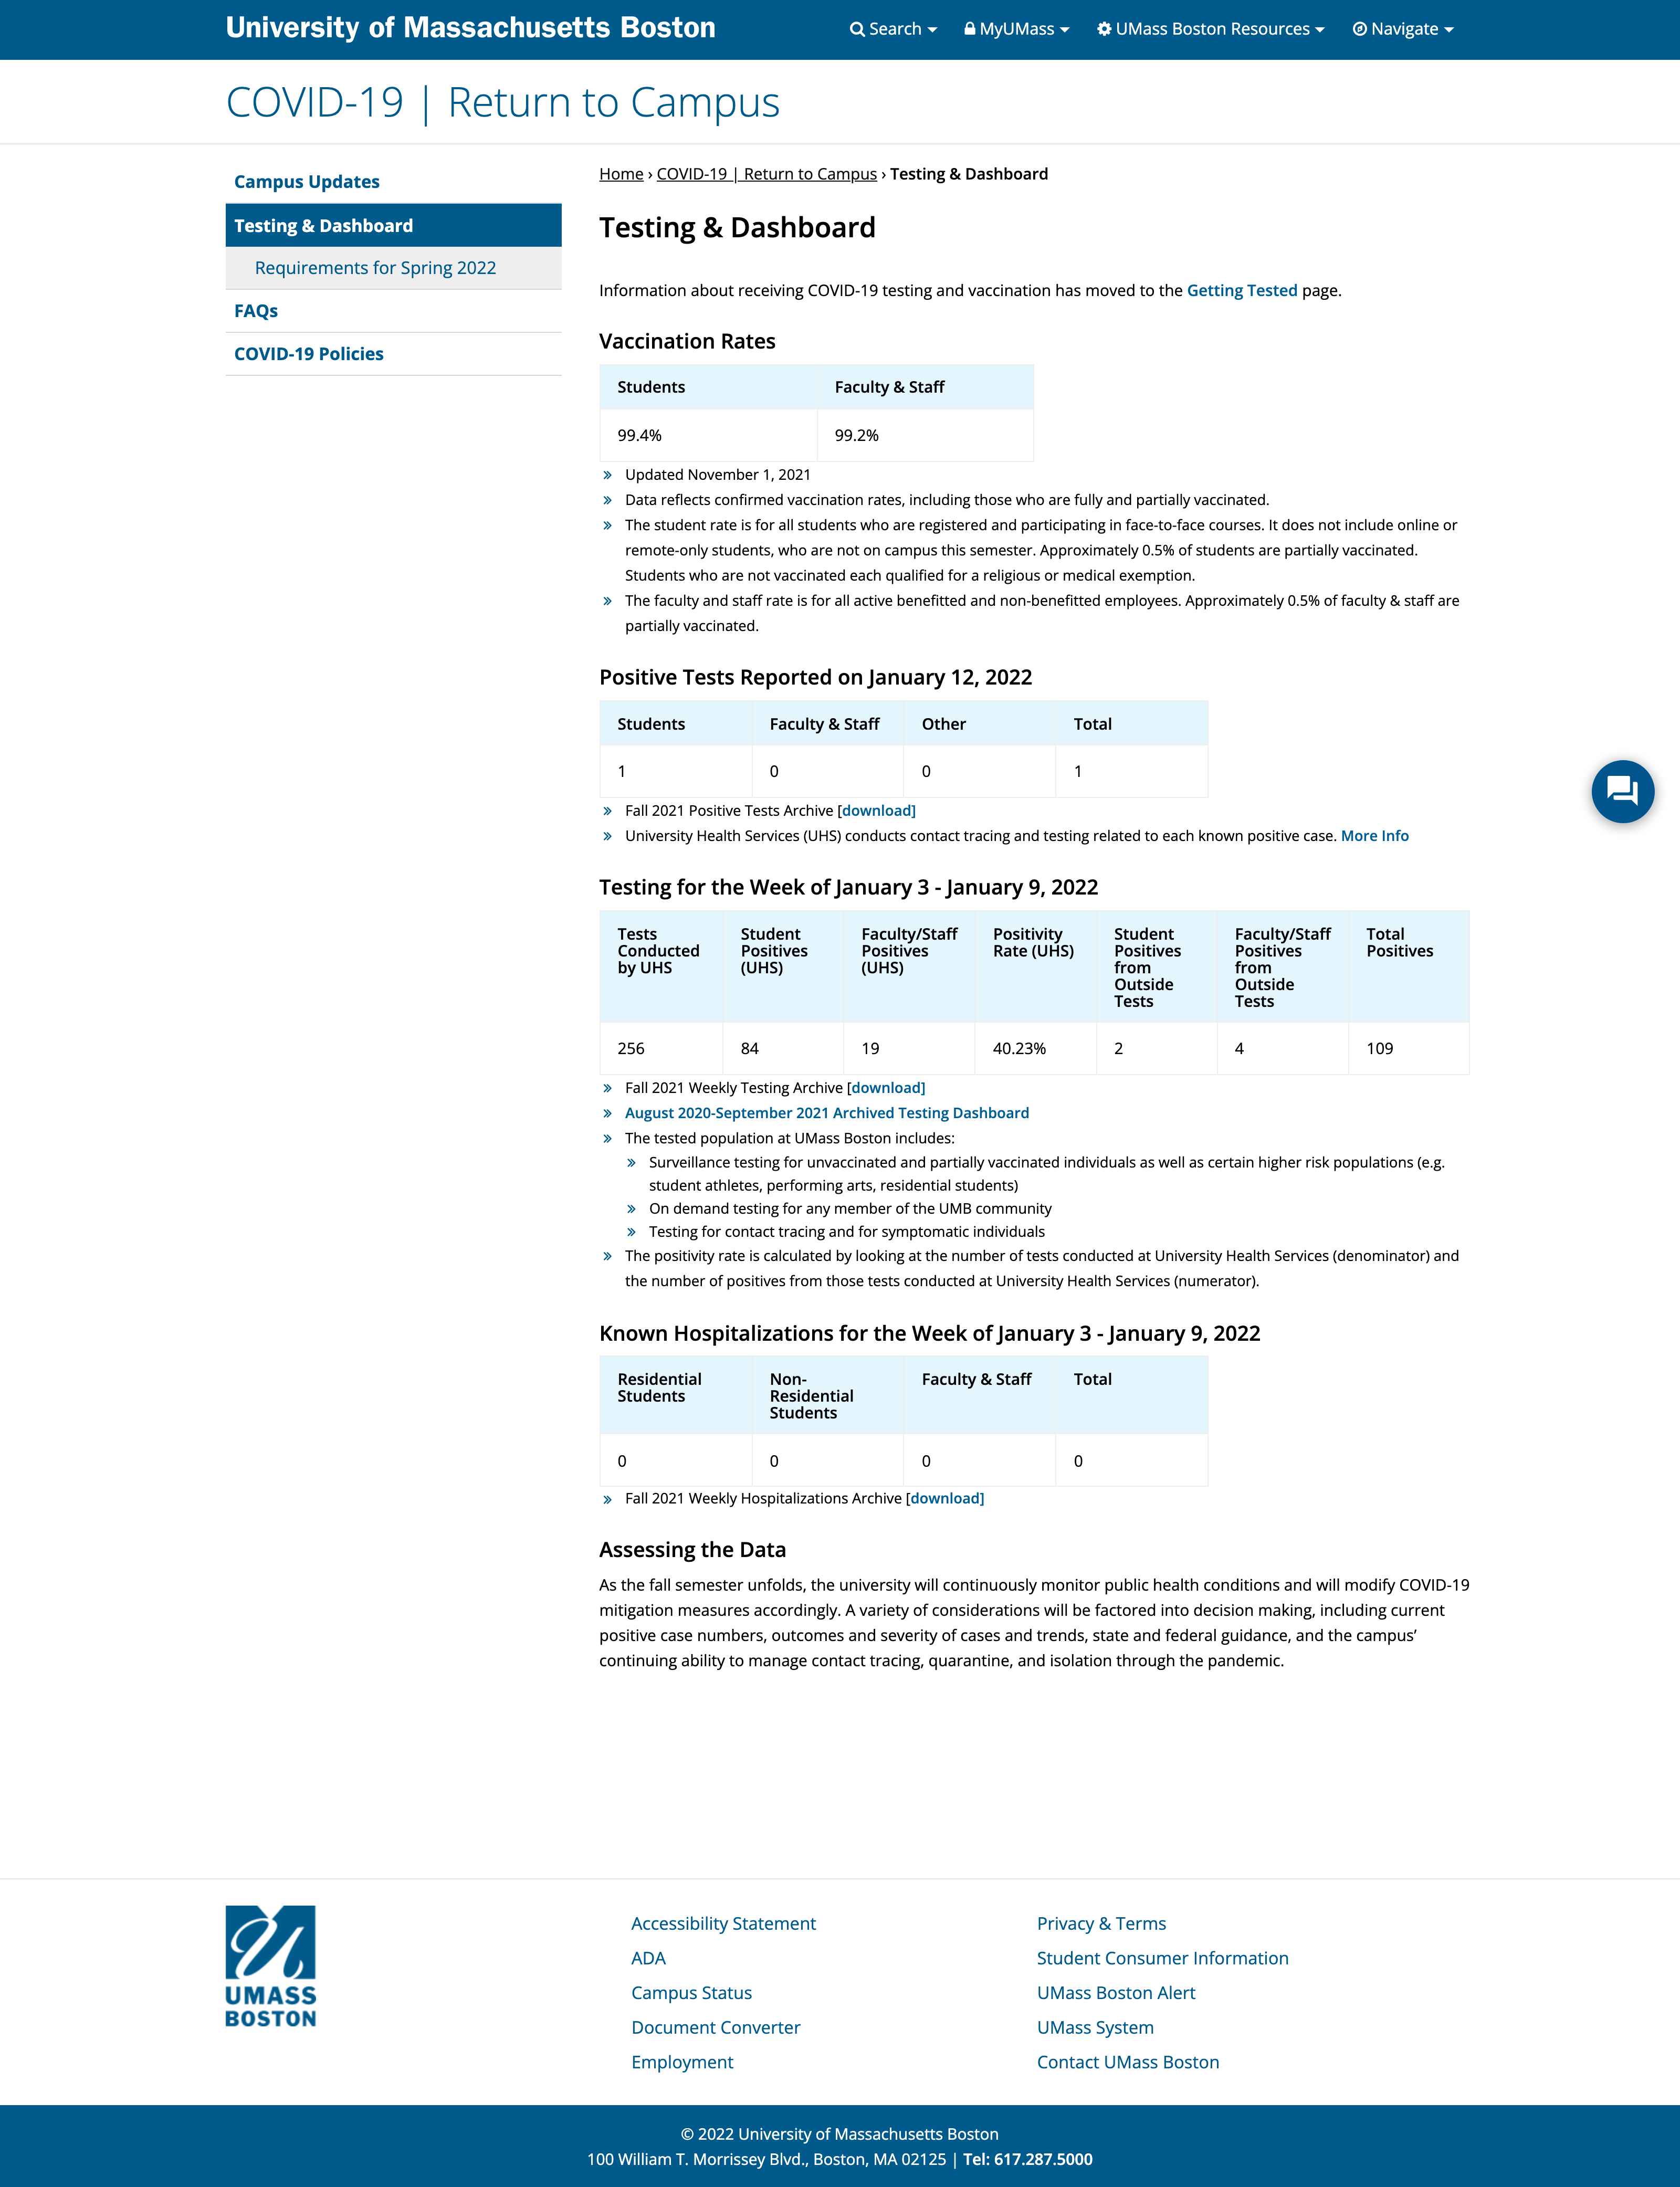 University of Massachusetts Boston
Search
MyUMass
UMass Boston Resources
Navigate
COVID-19 | Return to Campus
Campus Updates
Testing & Dashboard
Requirements for Spring 2022
FAQs
COVID-19 Policies
Home › COVID-19 | Return to Campus › Testing & Dashboard
Testing & Dashboard
Information about receiving COVID-19 testing and vaccination has moved to the Getting Tested page.
Vaccination Rates
Students Faculty & Staff
99.4% 99.2%
» Updated November 1, 2021
» Data reflects confirmed vaccination rates, including those who are fully and partially vaccinated.
» The student rate is for all students who are registered and participating in face-to-face courses. It does not include online or
remote-only students, who are not on campus this semester. Approximately 0.5% of students are partially vaccinated.
Students who are not vaccinated each qualified for a religious or medical exemption.
» The faculty and staff rate is for all active benefitted and non-benefitted employees. Approximately 0.5% of faculty & staff are
partially vaccinated.
Positive Tests Reported on January 12, 2022
Students Faculty & Staff Other Total
1 0 0 1
» Fall 2021 Positive Tests Archive [download]
» University Health Services (UHS) conducts contact tracing and testing related to each known positive case. More Info
Testing for the Week of January 3 - January 9, 2022
Tests
Conducted
by UHS
Student
Positives
(UHS)
Faculty/Staff
Positives
(UHS)
Positivity
Rate (UHS)
Student
Positives
from
Outside
Tests
Faculty/Staff
Positives
from
Outside
Tests
Total
Positives
256 84 19 40.23% 2 4 109
» Fall 2021 Weekly Testing Archive [download]
» August 2020-September 2021 Archived Testing Dashboard
» The tested population at UMass Boston includes:
» Surveillance testing for unvaccinated and partially vaccinated individuals as well as certain higher risk populations (e.g.
student athletes, performing arts, residential students)
» On demand testing for any member of the UMB community
» Testing for contact tracing and for symptomatic individuals
» The positivity rate is calculated by looking at the number of tests conducted at University Health Services (denominator) and
the number of positives from those tests conducted at University Health Services (numerator).
Known Hospitalizations for the Week of January 3 - January 9, 2022
Residential
Students
Non-
Residential
Students
Faculty & Staff
Total
0 0 0 0
» Fall 2021 Weekly Hospitalizations Archive [download]
Assessing the Data
As the fall semester unfolds, the university will continuously monitor public health conditions and will modify COVID-19
mitigation measures accordingly. A variety of considerations will be factored into decision making, including current
positive case numbers, outcomes and severity of cases and trends, state and federal guidance, and the campus’
continuing ability to manage contact tracing, quarantine, and isolation through the pandemic.
UMASS
BOSTON
Accessibility Statement
ADA
Campus Status
Document Converter
Employment
Privacy & Terms
Student Consumer Information
UMass Boston Alert
UMass System
Contact UMass Boston
© 2022 University of Massachusetts Boston
100 William T. Morrissey Blvd., Boston, MA 02125 | Tel: 617.287.5000